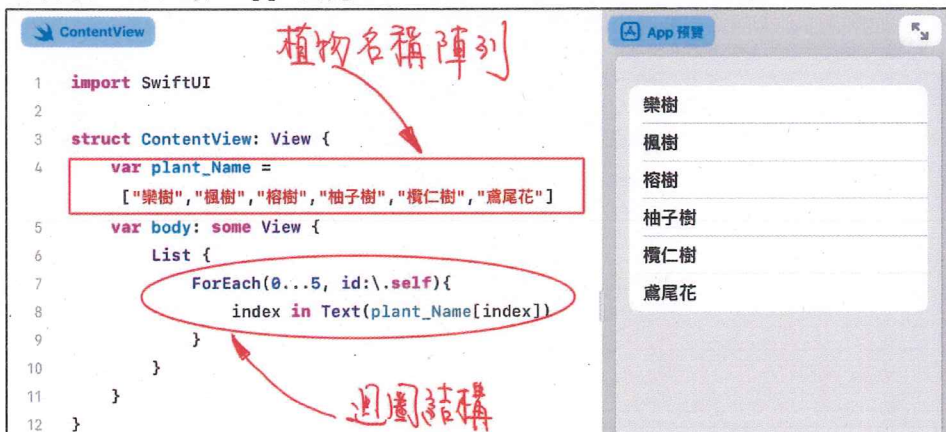 ContentView
植物名稱陣列
1 import SwiftUI
2
3 struct ContentView: View {
4 var plant_Name =
["欒樹","楓樹","榕樹","柚子樹","欖仁樹","鳶尾花"]
5 var body: some View {
6 List {
7 ForEach(0...5, id:\.self){
8 index in Text(plant_Name[index])
9 }
10 }
11 }
12 }
迴圈結構
App 預覽
欒樹
楓樹
榕樹
柚子樹
欖仁樹
鳶尾花